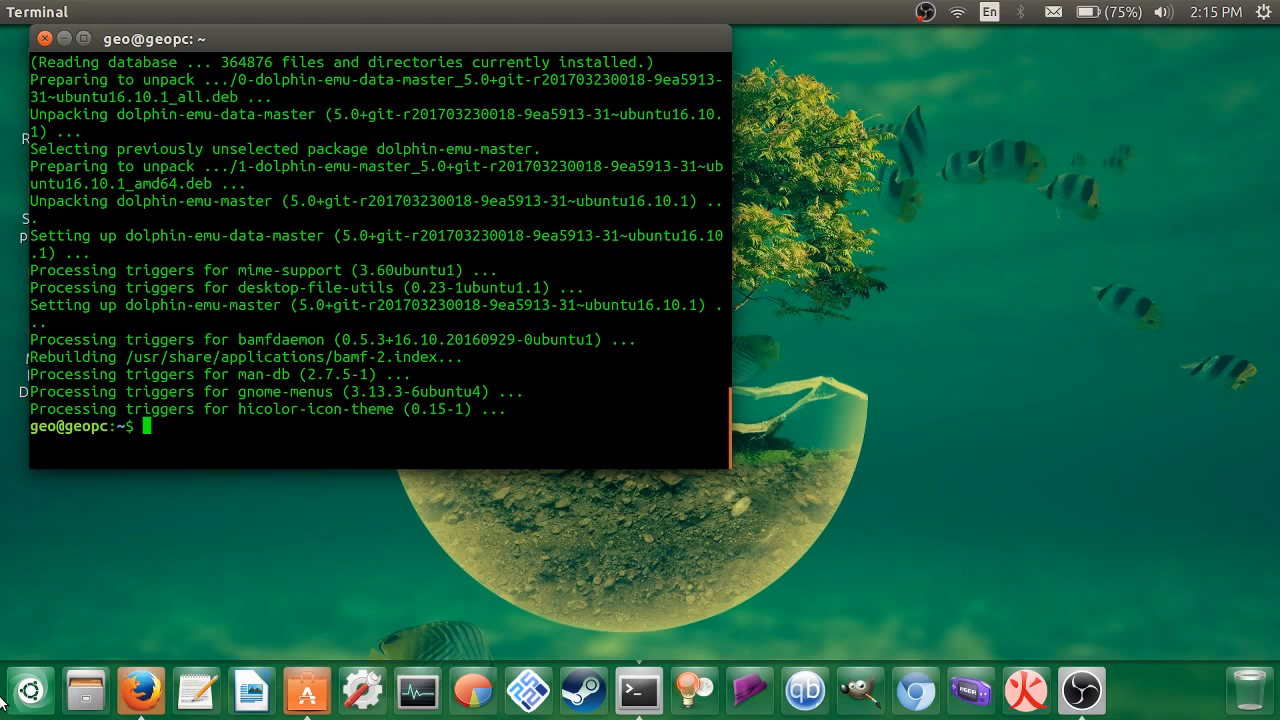 Terminal
En
(75%)
2:15 PM
geo@geopc: ~
(Reading database ... 364876 files and directories currently installed.)
Preparing to unpack .../0-dolphin-emu-data-master_5.0+git-r201703230018-9ea5913-
31~ubuntu16.10.1_all.deb ...
Unpacking dolphin-emu-data-master (5.0+git-r201703230018-9ea5913-31~ubuntu16.10.
1) ...
Selecting previously unselected package dolphin-emu-master.
Preparing to unpack .../1-dolphin-emu-master_5.0+git-r201703230018-9ea5913-31~ub
untu16.10.1_amd64.deb ...
Unpacking dolphin-emu-master (5.0+git-r201703230018-9ea5913-31~ubuntu16.10.1) ..
.
Setting up dolphin-emu-data-master (5.0+git-r201703230018-9ea5913-31~ubuntu16.10
.1) ...
Processing triggers for mime-support (3.60ubuntu1) ...
Processing triggers for desktop-file-utils (0.23-1ubuntu1.1) ...
Setting up dolphin-emu-master (5.0+git-r201703230018-9ea5913-31~ubuntu16.10.1) .
..
Processing triggers for bamfdaemon (0.5.3+16.10.20160929-0ubuntu1) ...
Rebuilding /usr/share/applications/bamf-2.index...
Processing triggers for man-db (2.7.5-1) ...
Processing triggers for gnome-menus (3.13.3-6ubuntu4) ...
Processing triggers for hicolor-icon-theme (0.15-1) ...
geo@geopc:~$
qb